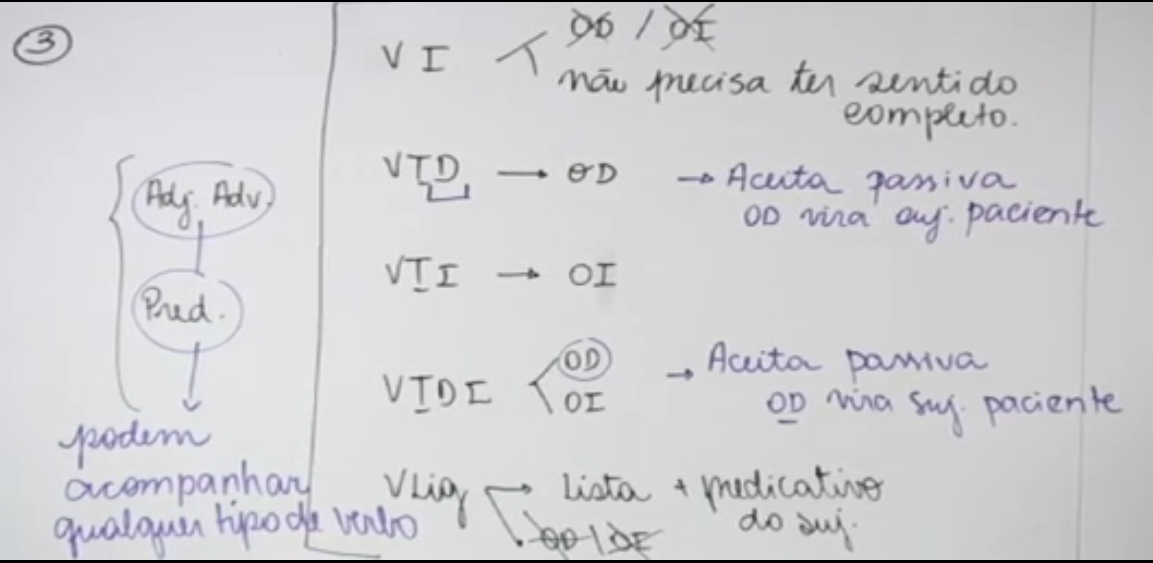 3
Adj. Adv.
Pred.
podem
acompanhar
qualquer tipo de verbo
VI OD / OI
não precisa ter sentido
completo.
VTD → OD → Aceita passiva
OD vira suj. paciente
VTI → OI
VTDI OD → Aceita passiva
OI OD vira suj. paciente
VLig → Lista + predicativo
do suj.
OD / OI